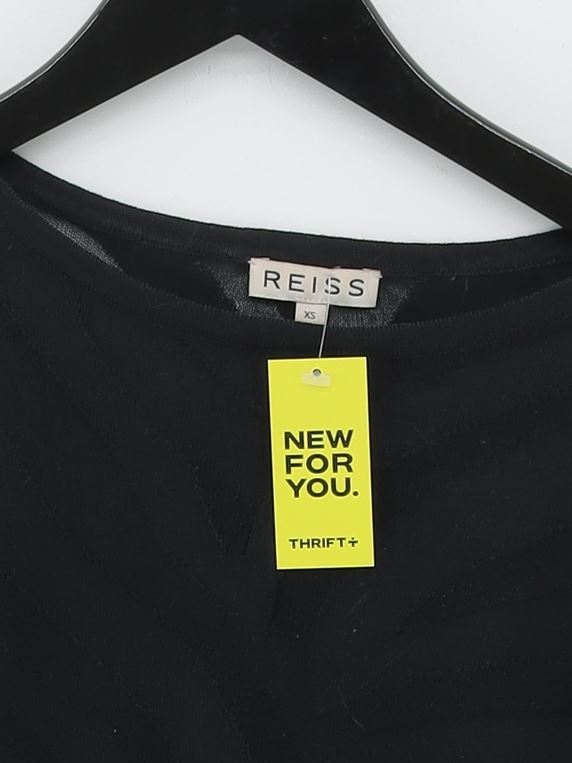 REISS
XS
NEW
FOR
YOU.
THRIFT+